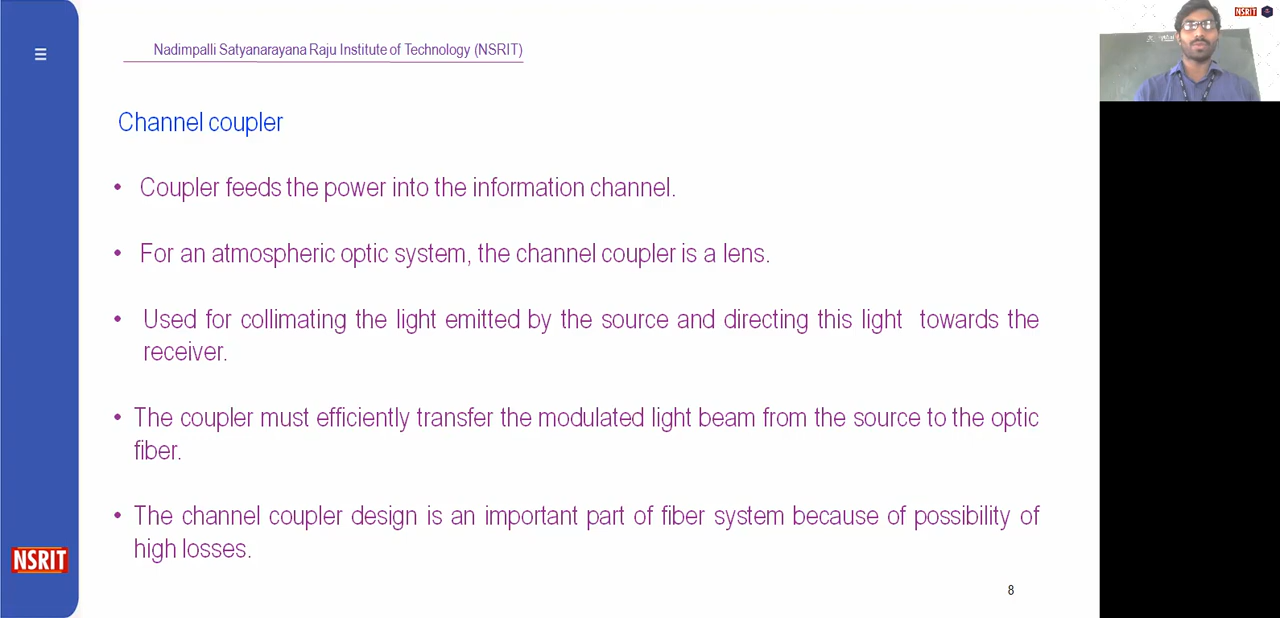 NSRIT
Nadimpalli Satyanarayana Raju Institute of Technology (NSRIT)
Channel coupler
• Coupler feeds the power into the information channel.
• For an atmospheric optic system, the channel coupler is a lens.
• Used for collimating the light emitted by the source and directing this light towards the
receiver.
• The coupler must efficiently transfer the modulated light beam from the source to the optic
fiber.
• The channel coupler design is an important part of fiber system because of possibility of
high losses.
NSRIT
8